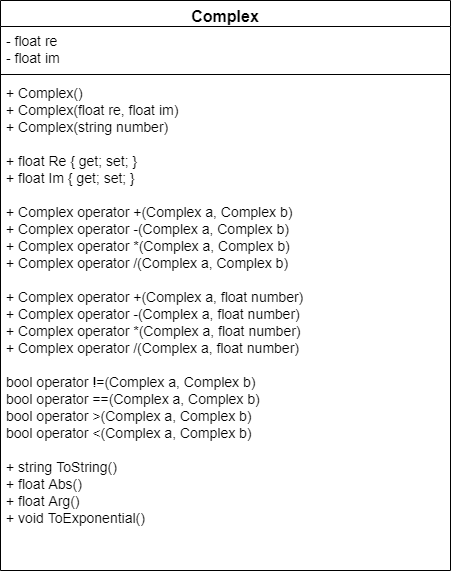 Complex
- float re
- float im
+ Complex()
+ Complex(float re, float im)
+ Complex(string number)
+ float Re { get; set; }
+ float Im { get; set; }
+ Complex operator +(Complex a, Complex b)
+ Complex operator -(Complex a, Complex b)
+ Complex operator *(Complex a, Complex b)
+ Complex operator /(Complex a, Complex b)
+ Complex operator +(Complex a, float number)
+ Complex operator -(Complex a, float number)
+ Complex operator *(Complex a, float number)
+ Complex operator /(Complex a, float number)
bool operator !=(Complex a, Complex b)
bool operator ==(Complex a, Complex b)
bool operator >(Complex a, Complex b)
bool operator <(Complex a, Complex b)
+ string ToString()
+ float Abs()
+ float Arg()
+ void ToExponential()